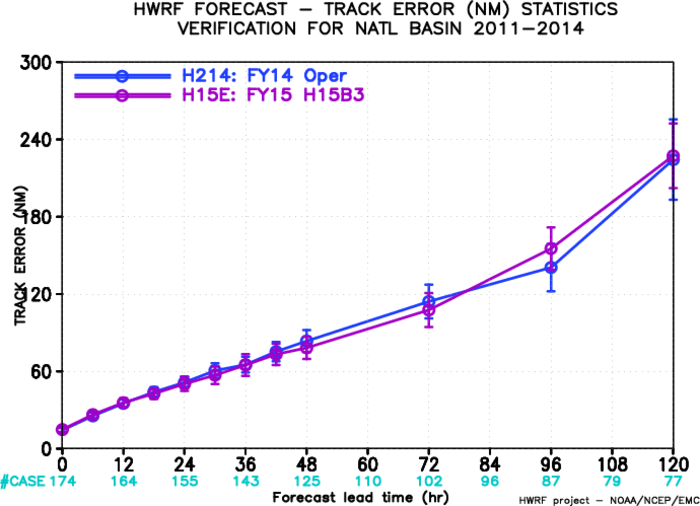 HWRF FORECAST – TRACK ERROR (NM) STATISTICS
VERIFICATION FOR NATL BASIN 2011–2014
H214: FY14 Oper
H15E: FY15 H15B3
TRACK ERROR (NM)
300
240
180
120
60
0
0 12 24 36 48 60 72 84 96 108 120
#CASE 174 164 155 143 125 110 102 96 87 79 77
Forecast lead time (hr)
HWRF project – NOAA/NCEP/EMC